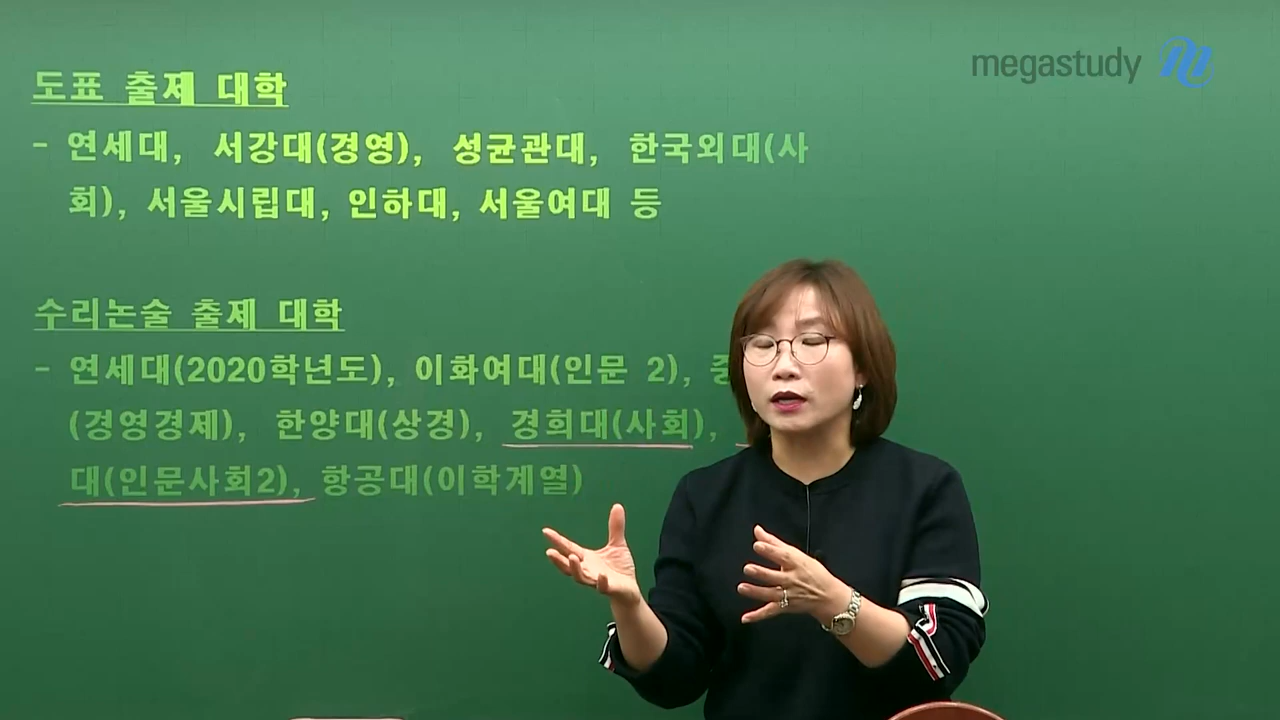 megastudy
도표 출제 대학
- 연세대, 서강대(경영), 성균관대, 한국외대(사
회), 서울시립대, 인하대, 서울여대 등
수리논술 출제 대학
- 연세대(2020학년도), 이화여대(인문 2),
(경영경제), 한양대(상경), 경희대(사회),
대(인문사회2), 항공대(이학계열)